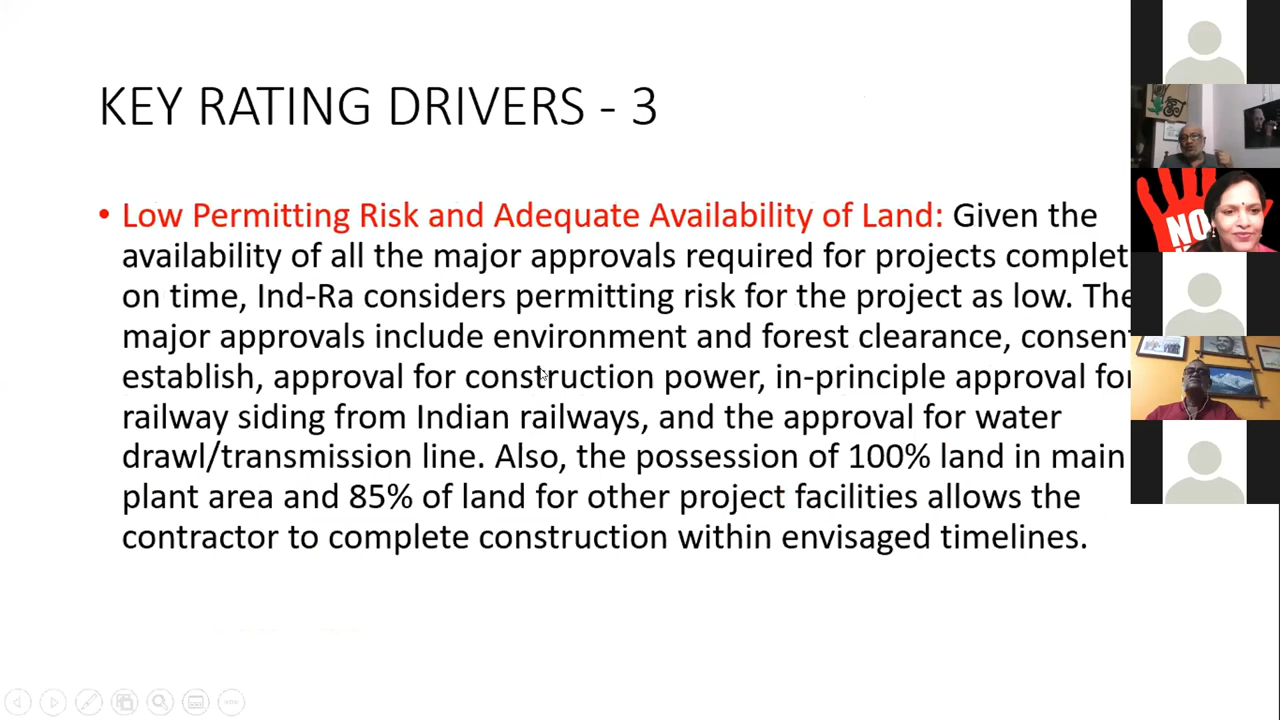 KEY RATING DRIVERS - 3
• Low Permitting Risk and Adequate Availability of Land: Given the
availability of all the major approvals required for projects complet
on time, Ind-Ra considers permitting risk for the project as low. The
major approvals include environment and forest clearance, consent
establish, approval for construction power, in-principle approval for
railway siding from Indian railways, and the approval for water
drawl/transmission line. Also, the possession of 100% land in main
plant area and 85% of land for other project facilities allows the
contractor to complete construction within envisaged timelines.
NO